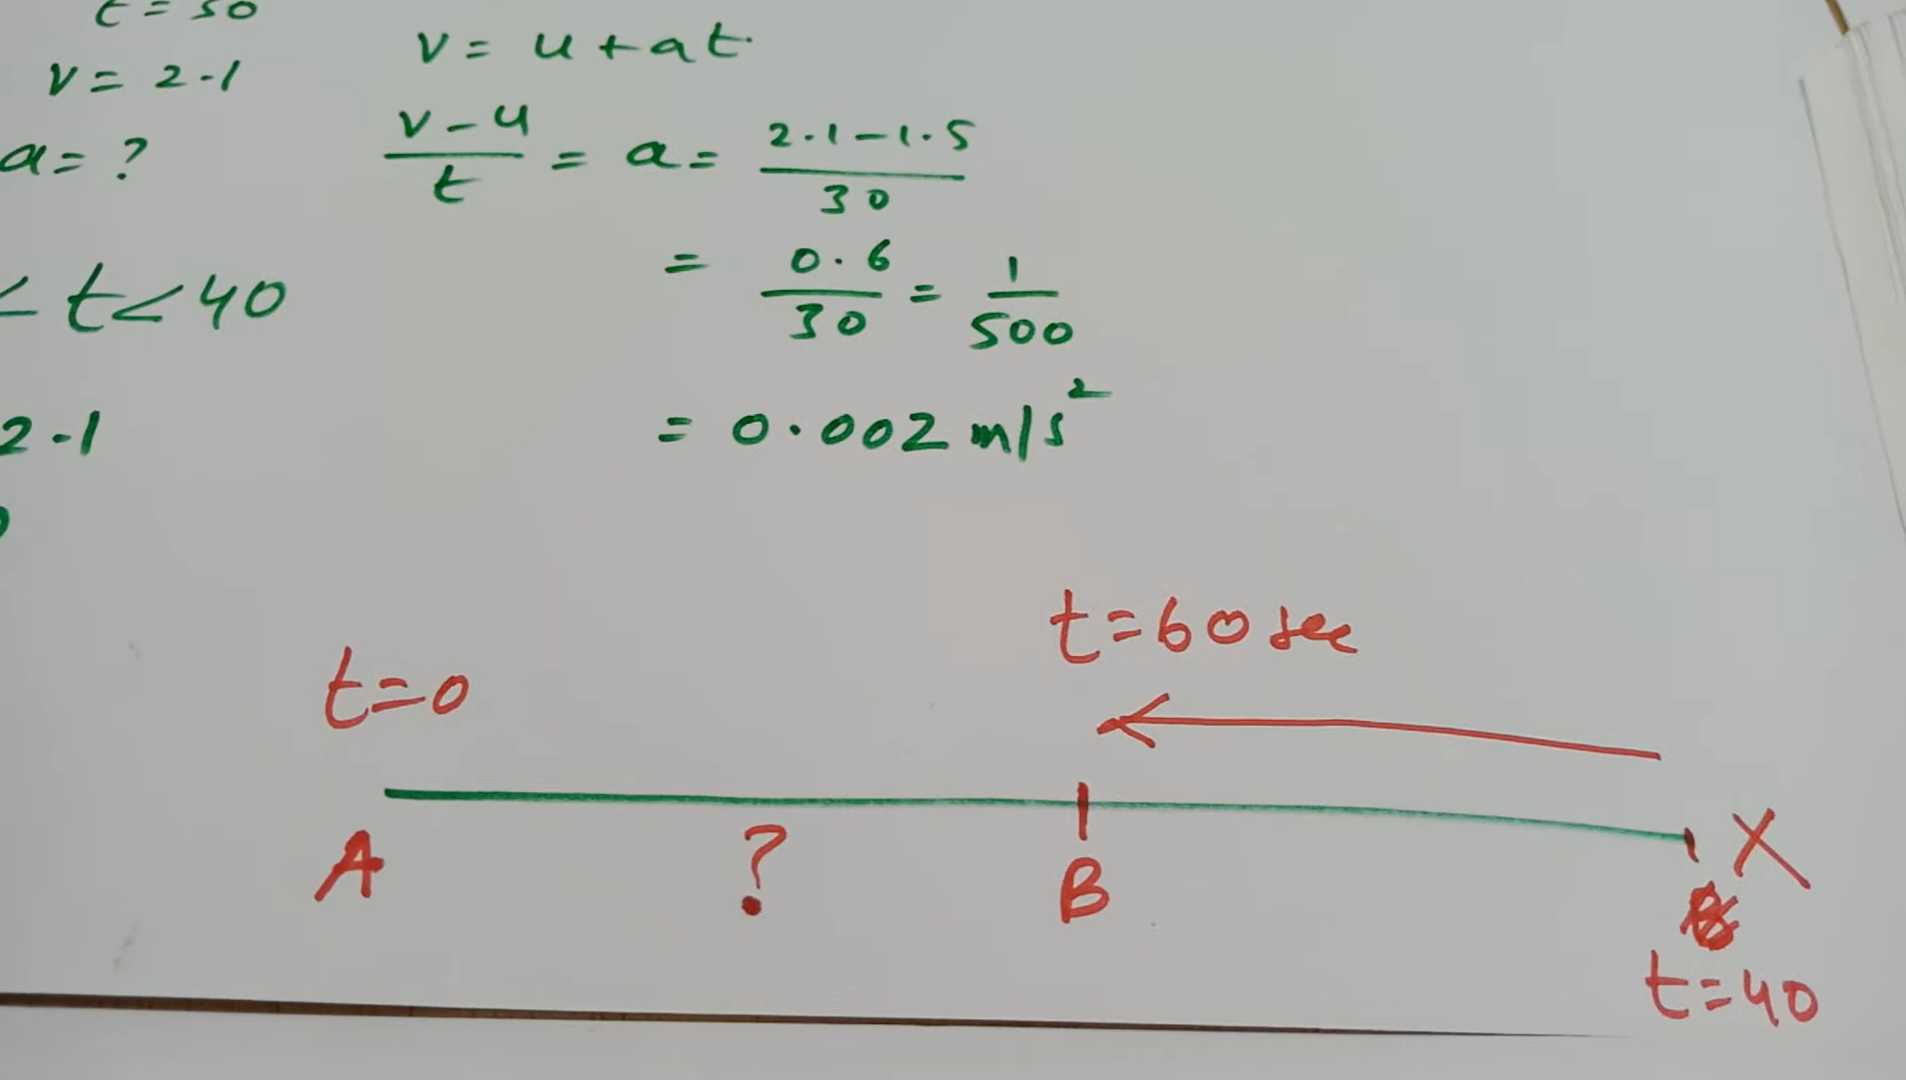 t = 30
v = 2.1
a = ?
< t < 40
2.1
v = u + at
v - u / t = a = 2.1 - 1.5 / 30
= 0.6 / 30 = 1 / 500
= 0.002 m/s²
t = 60 sec
t = 0
A ? B X
t = 40